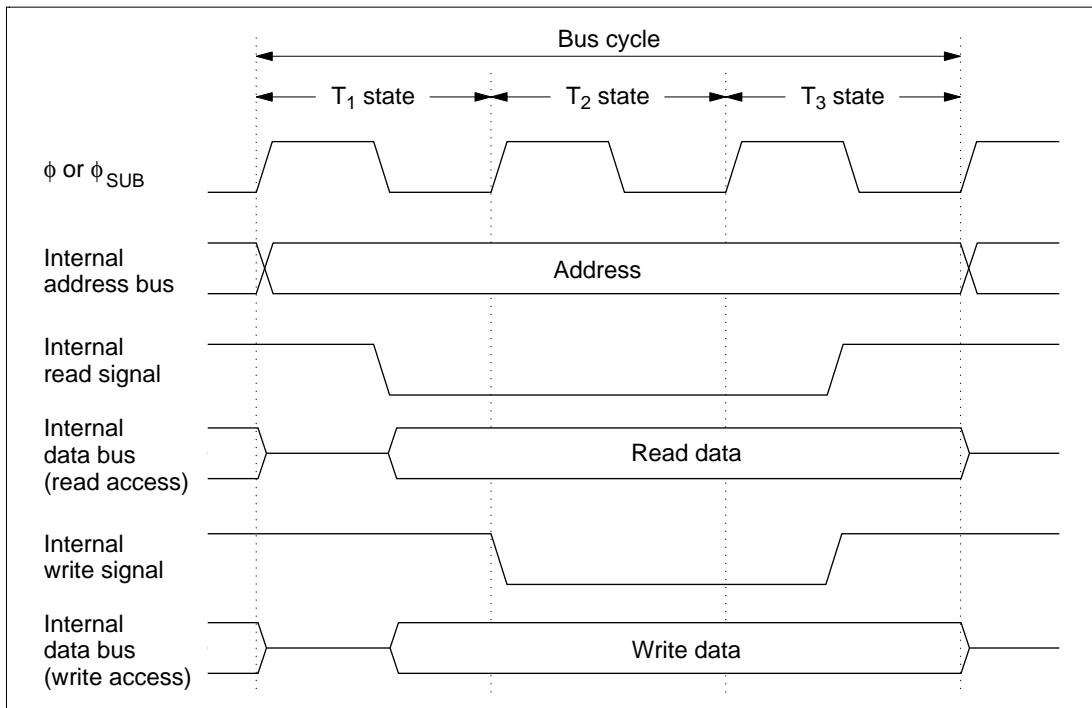 Bus cycle
T₁ state
T₂ state
T₃ state
ϕ or ϕSUB
Internal
address bus
Address
Internal
read signal
Internal
data bus
(read access)
Read data
Internal
write signal
Internal
data bus
(write access)
Write data